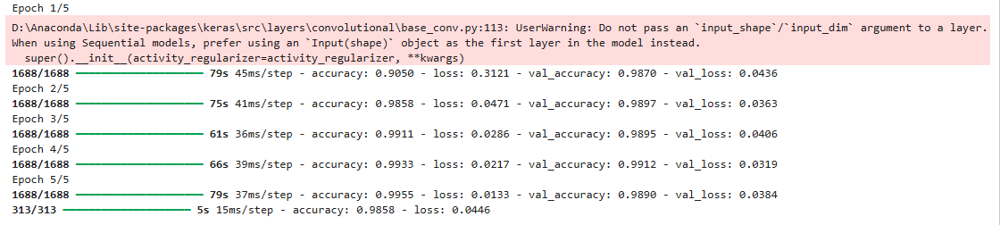 Epoch 1/5
D:\Anaconda\Lib\site-packages\keras\src\layers\convolutional\base_conv.py:113: UserWarning: Do not pass an `input_shape`/`input_dim` argument to a layer.
When using Sequential models, prefer using an `Input(shape)` object as the first layer in the model instead.
super().__init__(activity_regularizer=activity_regularizer, **kwargs)
1688/1688 79s 45ms/step - accuracy: 0.9050 - loss: 0.3121 - val_accuracy: 0.9870 - val_loss: 0.0436
Epoch 2/5
1688/1688 75s 41ms/step - accuracy: 0.9858 - loss: 0.0471 - val_accuracy: 0.9897 - val_loss: 0.0363
Epoch 3/5
1688/1688 61s 36ms/step - accuracy: 0.9911 - loss: 0.0286 - val_accuracy: 0.9895 - val_loss: 0.0406
Epoch 4/5
1688/1688 66s 39ms/step - accuracy: 0.9933 - loss: 0.0217 - val_accuracy: 0.9912 - val_loss: 0.0319
Epoch 5/5
1688/1688 79s 37ms/step - accuracy: 0.9955 - loss: 0.0133 - val_accuracy: 0.9890 - val_loss: 0.0384
313/313 5s 15ms/step - accuracy: 0.9858 - loss: 0.0446